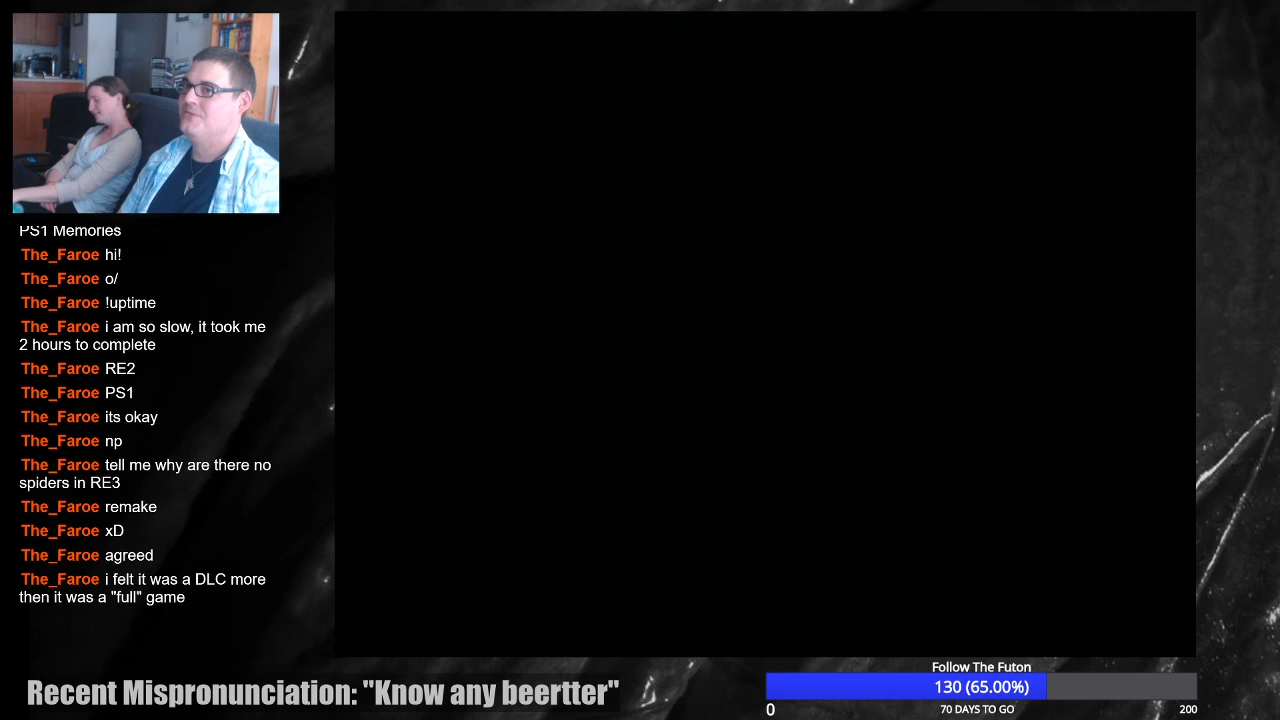 PS1 Memories
The_Faroe hi!
The_Faroe o/
The_Faroe !uptime
The_Faroe i am so slow, it took me
2 hours to complete
The_Faroe RE2
The_Faroe PS1
The_Faroe its okay
The_Faroe np
The_Faroe tell me why are there no
spiders in RE3
The_Faroe remake
The_Faroe xD
The_Faroe agreed
The_Faroe i felt it was a DLC more
then it was a "full" game
Recent Mispronunciation: "Know any beertter"
Follow The Futon
130 (65.00%)
0
70 DAYS TO GO
200